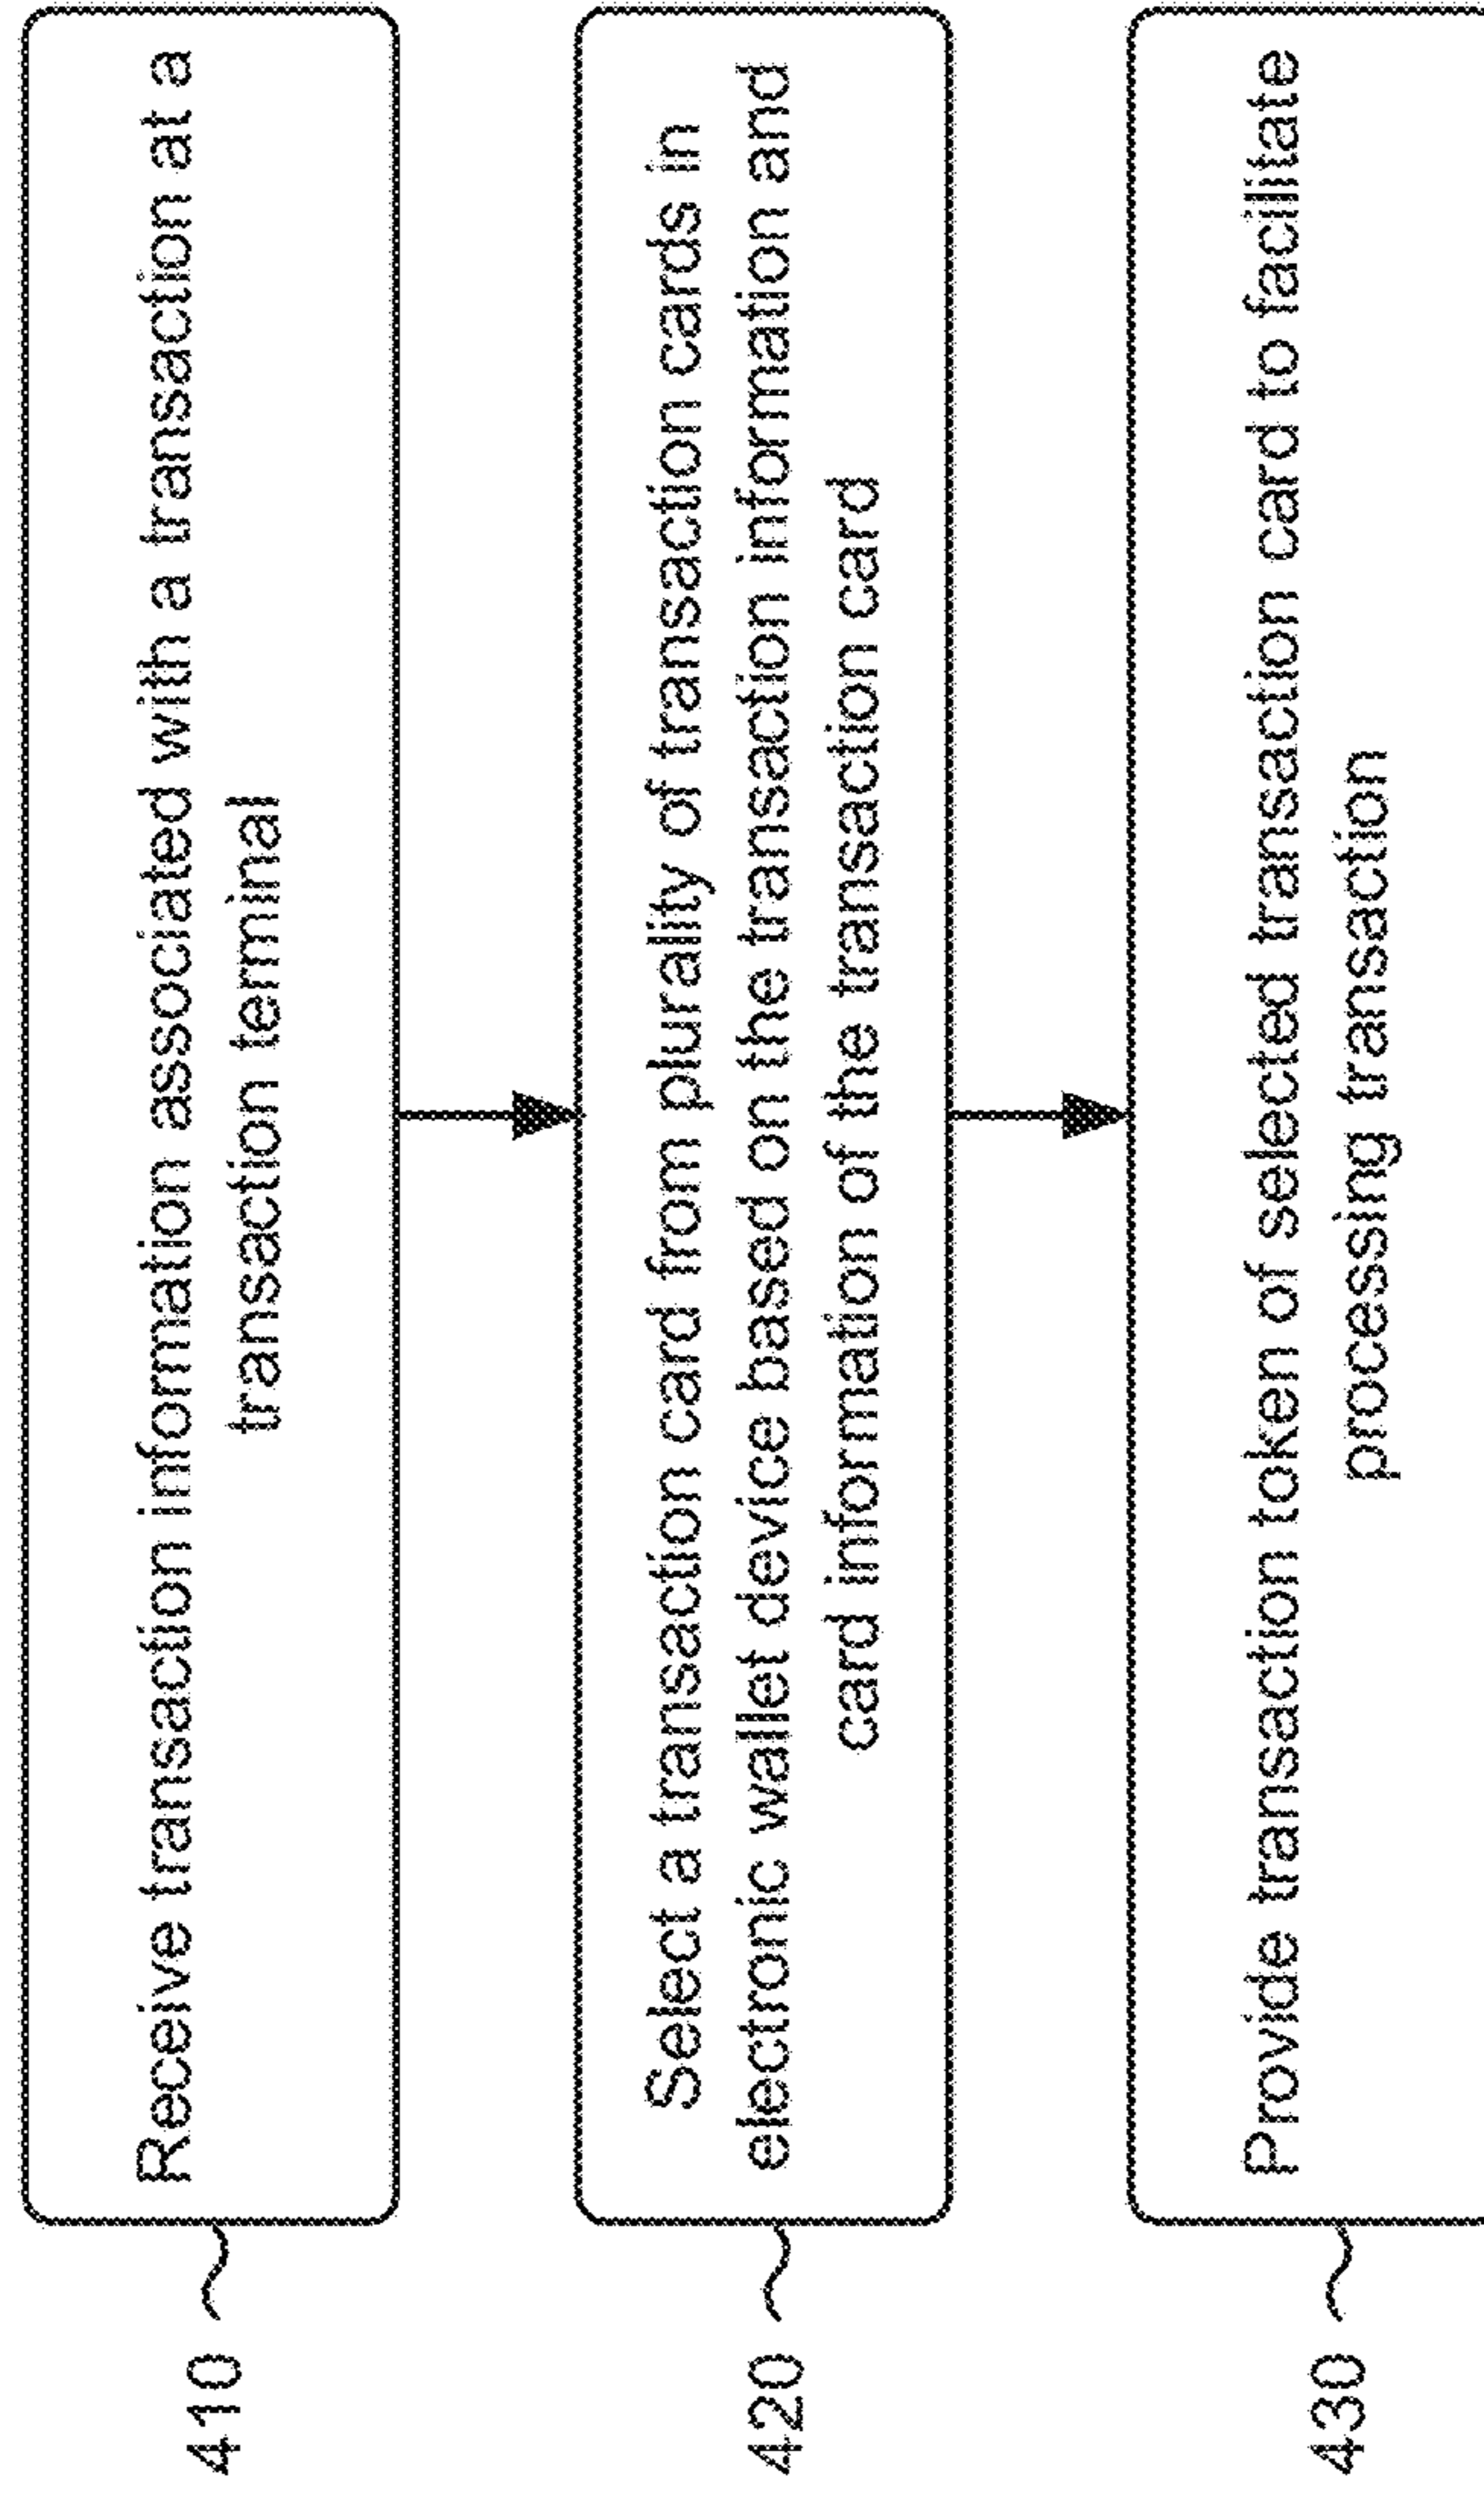 410
Receive transaction information associated with a transaction at a
transaction terminal
420
Select a transaction card from plurality of transaction cards in
electronic wallet device based on the transaction information and
card information of the transaction card
430
Provide transaction token of selected transaction card to facilitate
processing transaction